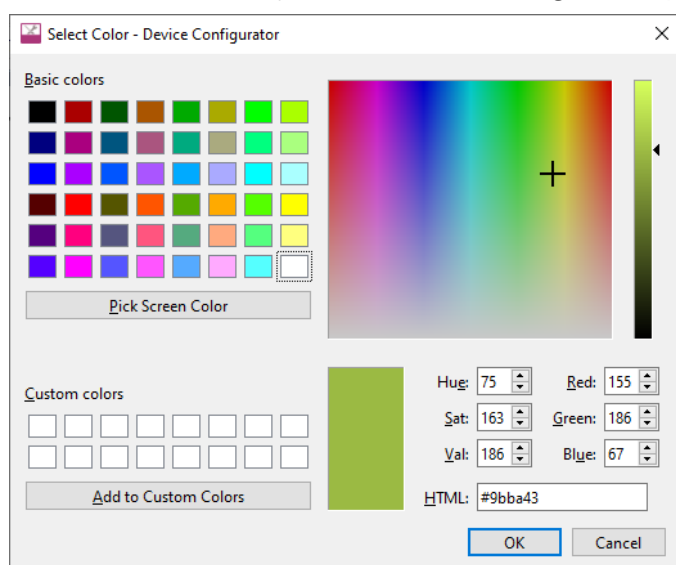 Select Color - Device Configurator
Basic colors
Pick Screen Color
Custom colors
Add to Custom Colors
Hue: 75 Red: 155
Sat: 163 Green: 186
Val: 186 Blue: 67
HTML: #9bba43
OK Cancel